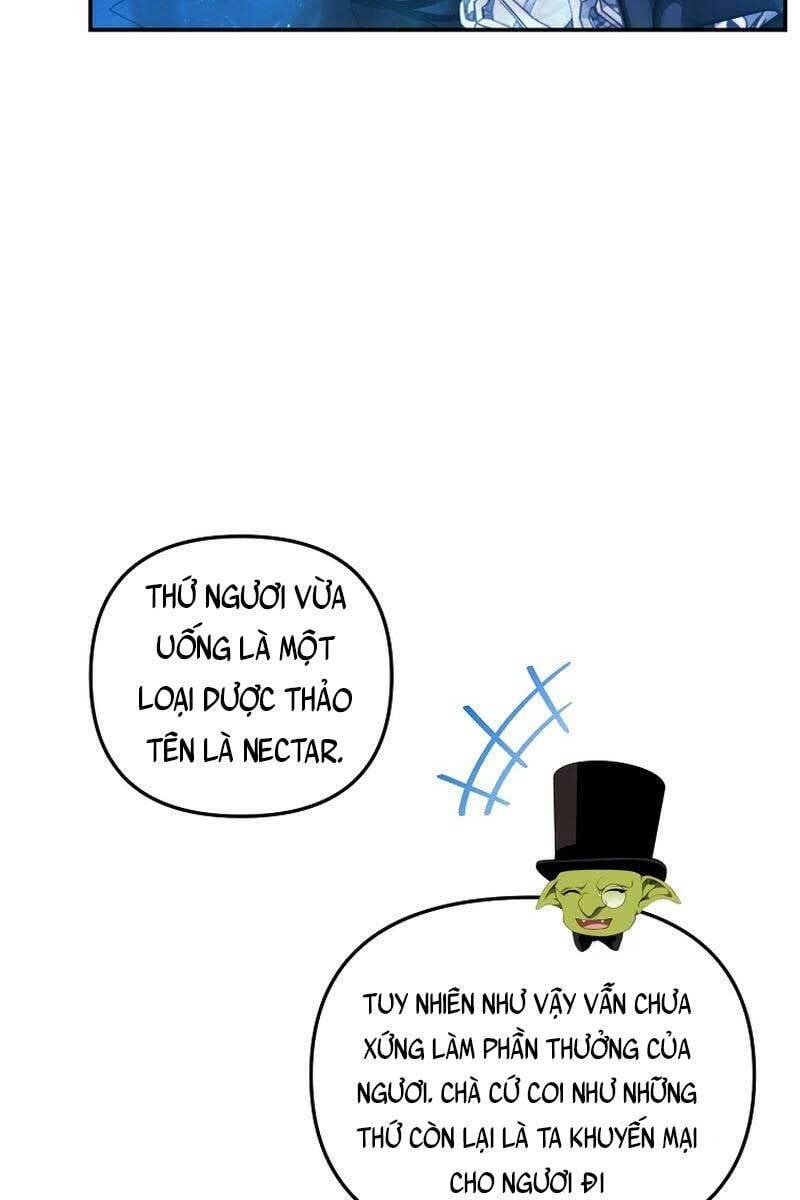 THỨ NGƯƠI VỪA
UỐNG LÀ MỘT
LOẠI DƯỢC THẢO
TÊN LÀ NECTAR.
TUY NHIÊN NHƯ VẬY VẪN CHƯA
XỨNG LÀM PHẦN THƯỞNG CỦA
NGƯƠI. CHÀ CỨ COI NHƯ NHỮNG
THỨ CÒN LẠI LÀ TA KHUYẾN MẠI
CHO NGƯƠI ĐI